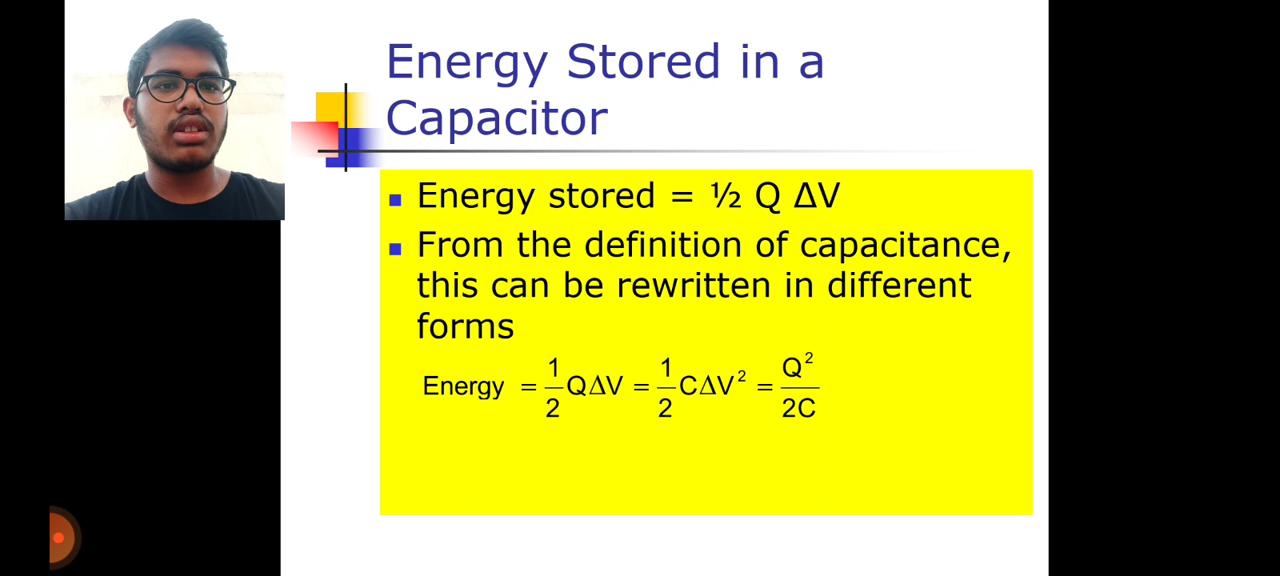 Energy Stored in a
Capacitor
Energy stored = ½ Q ΔV
From the definition of capacitance,
this can be rewritten in different
forms
Energy = 1/2 QΔV = 1/2 CΔV² = Q²/2C